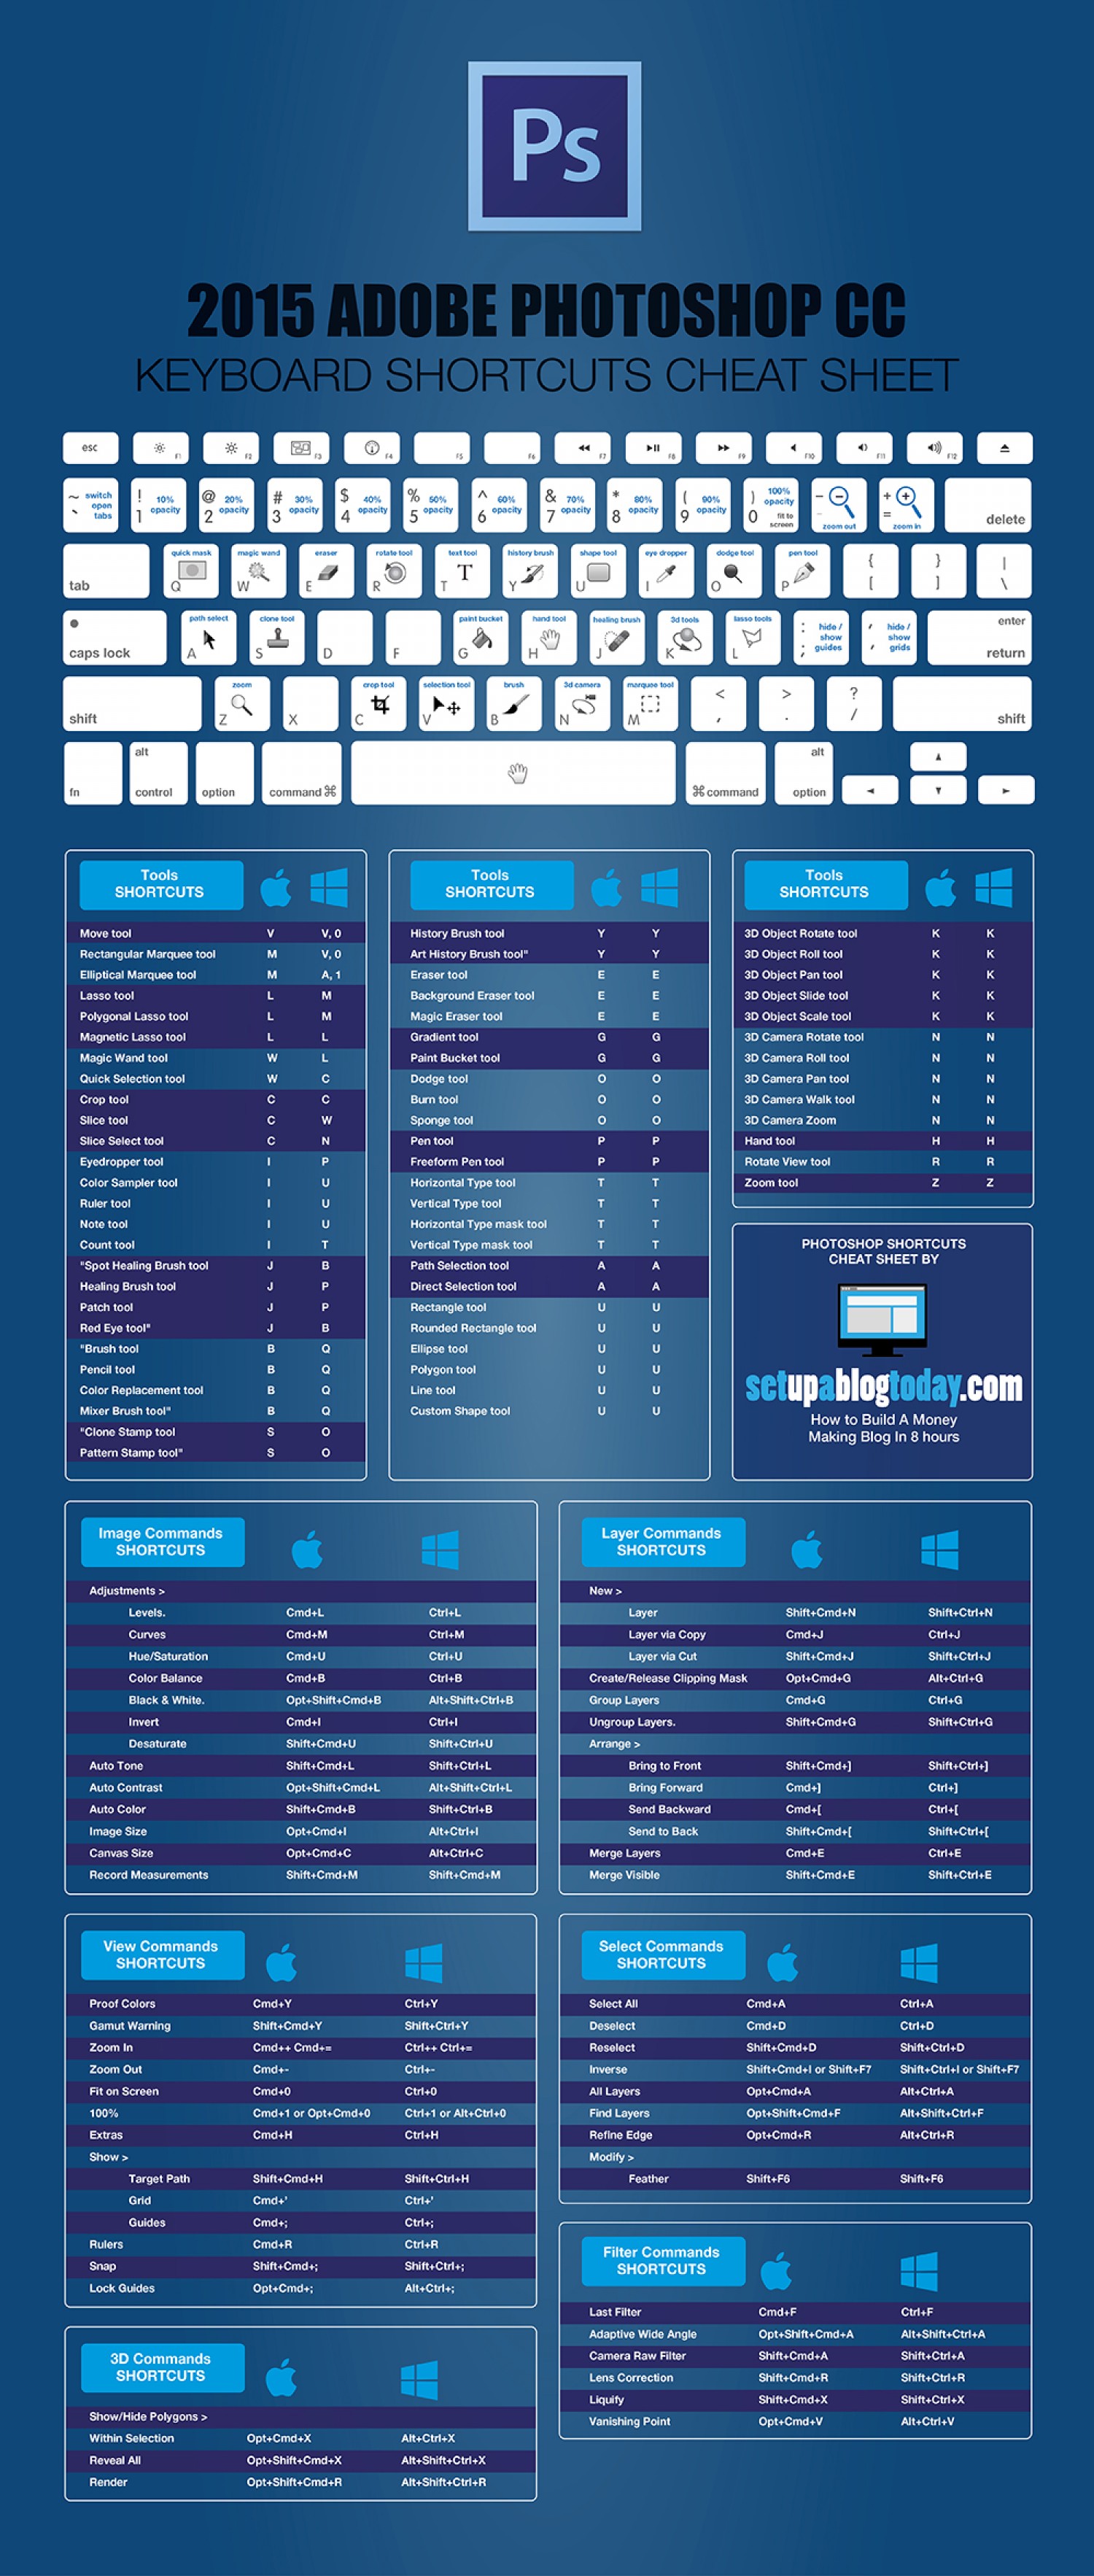 Ps
2015 ADOBE PHOTOSHOP CC
KEYBOARD SHORTCUTS CHEAT SHEET
esc F1 F2 F3 F4 F5 F6 F7 F8 F9 F10 F11 F12
~ ` switch open tabs ! 1 10% opacity @ 2 20% opacity # 3 30% opacity $ 4 40% opacity % 5 50% opacity ^ 6 60% opacity & 7 70% opacity * 8 80% opacity ( 9 90% opacity ) 0 100% opacity fit to screen - zoom out + = zoom in delete
tab quick mask Q magic wand W eraser E rotate tool R text tool T history brush Y shape tool U eye dropper I dodge tool O pen tool P { [ } ] | \
caps lock path select A clone tool S D F paint bucket G hand tool H healing brush J 3d tools K lasso tools L : ; hide / show guides ' , hide / show grids enter return
shift zoom Z X crop tool C selection tool V brush B 3d camera N marquee tool M < , > . ? / shift
fn alt control option command ⌘ ⌘ command alt option
Tools
SHORTCUTS
Move tool V V, 0
Rectangular Marquee tool M V, 0
Elliptical Marquee tool M A, 1
Lasso tool L M
Polygonal Lasso tool L M
Magnetic Lasso tool L L
Magic Wand tool W L
Quick Selection tool W C
Crop tool C C
Slice tool C W
Slice Select tool C N
Eyedropper tool I P
Color Sampler tool I U
Ruler tool I U
Note tool I U
Count tool I T
"Spot Healing Brush tool J B
Healing Brush tool J P
Patch tool J P
Red Eye tool" J B
"Brush tool B Q
Pencil tool B Q
Color Replacement tool B Q
Mixer Brush tool" B Q
"Clone Stamp tool S O
Pattern Stamp tool" S O
Tools
SHORTCUTS
History Brush tool Y Y
Art History Brush tool" Y Y
Eraser tool E E
Background Eraser tool E E
Magic Eraser tool E E
Gradient tool G G
Paint Bucket tool G G
Dodge tool O O
Burn tool O O
Sponge tool O O
Pen tool P P
Freeform Pen tool P P
Horizontal Type tool T T
Vertical Type tool T T
Horizontal Type mask tool T T
Vertical Type mask tool T T
Path Selection tool A A
Direct Selection tool A A
Rectangle tool U U
Rounded Rectangle tool U U
Ellipse tool U U
Polygon tool U U
Line tool U U
Custom Shape tool U U
Tools
SHORTCUTS
3D Object Rotate tool K K
3D Object Roll tool K K
3D Object Pan tool K K
3D Object Slide tool K K
3D Object Scale tool K K
3D Camera Rotate tool N N
3D Camera Roll tool N N
3D Camera Pan tool N N
3D Camera Walk tool N N
3D Camera Zoom N N
Hand tool H H
Rotate View tool R R
Zoom tool Z Z
PHOTOSHOP SHORTCUTS
CHEAT SHEET BY
setupablogtoday.com
How to Build A Money
Making Blog In 8 hours
Image Commands
SHORTCUTS
Adjustments >
Levels. Cmd+L Ctrl+L
Curves Cmd+M Ctrl+M
Hue/Saturation Cmd+U Ctrl+U
Color Balance Cmd+B Ctrl+B
Black & White. Opt+Shift+Cmd+B Alt+Shift+Ctrl+B
Invert Cmd+I Ctrl+I
Desaturate Shift+Cmd+U Shift+Ctrl+U
Auto Tone Shift+Cmd+L Shift+Ctrl+L
Auto Contrast Opt+Shift+Cmd+L Alt+Shift+Ctrl+L
Auto Color Shift+Cmd+B Shift+Ctrl+B
Image Size Opt+Cmd+I Alt+Ctrl+I
Canvas Size Opt+Cmd+C Alt+Ctrl+C
Record Measurements Shift+Cmd+M Shift+Cmd+M
Layer Commands
SHORTCUTS
New >
Layer Shift+Cmd+N Shift+Ctrl+N
Layer via Copy Cmd+J Ctrl+J
Layer via Cut Shift+Cmd+J Shift+Ctrl+J
Create/Release Clipping Mask Opt+Cmd+G Alt+Ctrl+G
Group Layers Cmd+G Ctrl+G
Ungroup Layers. Shift+Cmd+G Shift+Ctrl+G
Arrange >
Bring to Front Shift+Cmd+] Shift+Ctrl+]
Bring Forward Cmd+] Ctrl+]
Send Backward Cmd+[ Ctrl+[
Send to Back Shift+Cmd+[ Shift+Ctrl+[
Merge Layers Cmd+E Ctrl+E
Merge Visible Shift+Cmd+E Shift+Ctrl+E
View Commands
SHORTCUTS
Proof Colors Cmd+Y Ctrl+Y
Gamut Warning Shift+Cmd+Y Shift+Ctrl+Y
Zoom In Cmd++ Cmd+= Ctrl++ Ctrl+=
Zoom Out Cmd+- Ctrl+-
Fit on Screen Cmd+0 Ctrl+0
100% Cmd+1 or Opt+Cmd+0 Ctrl+1 or Alt+Ctrl+0
Extras Cmd+H Ctrl+H
Show >
Target Path Shift+Cmd+H Shift+Ctrl+H
Grid Cmd+' Ctrl+'
Guides Cmd+; Ctrl+;
Rulers Cmd+R Ctrl+R
Snap Shift+Cmd+; Shift+Ctrl+;
Lock Guides Opt+Cmd+; Alt+Ctrl+;
Select Commands
SHORTCUTS
Select All Cmd+A Ctrl+A
Deselect Cmd+D Ctrl+D
Reselect Shift+Cmd+D Shift+Ctrl+D
Inverse Shift+Cmd+I or Shift+F7 Shift+Ctrl+I or Shift+F7
All Layers Opt+Cmd+A Alt+Ctrl+A
Find Layers Opt+Shift+Cmd+F Alt+Shift+Ctrl+F
Refine Edge Opt+Cmd+R Alt+Ctrl+R
Modify >
Feather Shift+F6 Shift+F6
Filter Commands
SHORTCUTS
Last Filter Cmd+F Ctrl+F
Adaptive Wide Angle Opt+Shift+Cmd+A Alt+Shift+Ctrl+A
Camera Raw Filter Shift+Cmd+A Shift+Ctrl+A
Lens Correction Shift+Cmd+R Shift+Ctrl+R
Liquify Shift+Cmd+X Shift+Ctrl+X
Vanishing Point Opt+Cmd+V Alt+Ctrl+V
3D Commands
SHORTCUTS
Show/Hide Polygons >
Within Selection Opt+Cmd+X Alt+Ctrl+X
Reveal All Opt+Shift+Cmd+X Alt+Shift+Ctrl+X
Render Opt+Shift+Cmd+R Alt+Shift+Ctrl+R